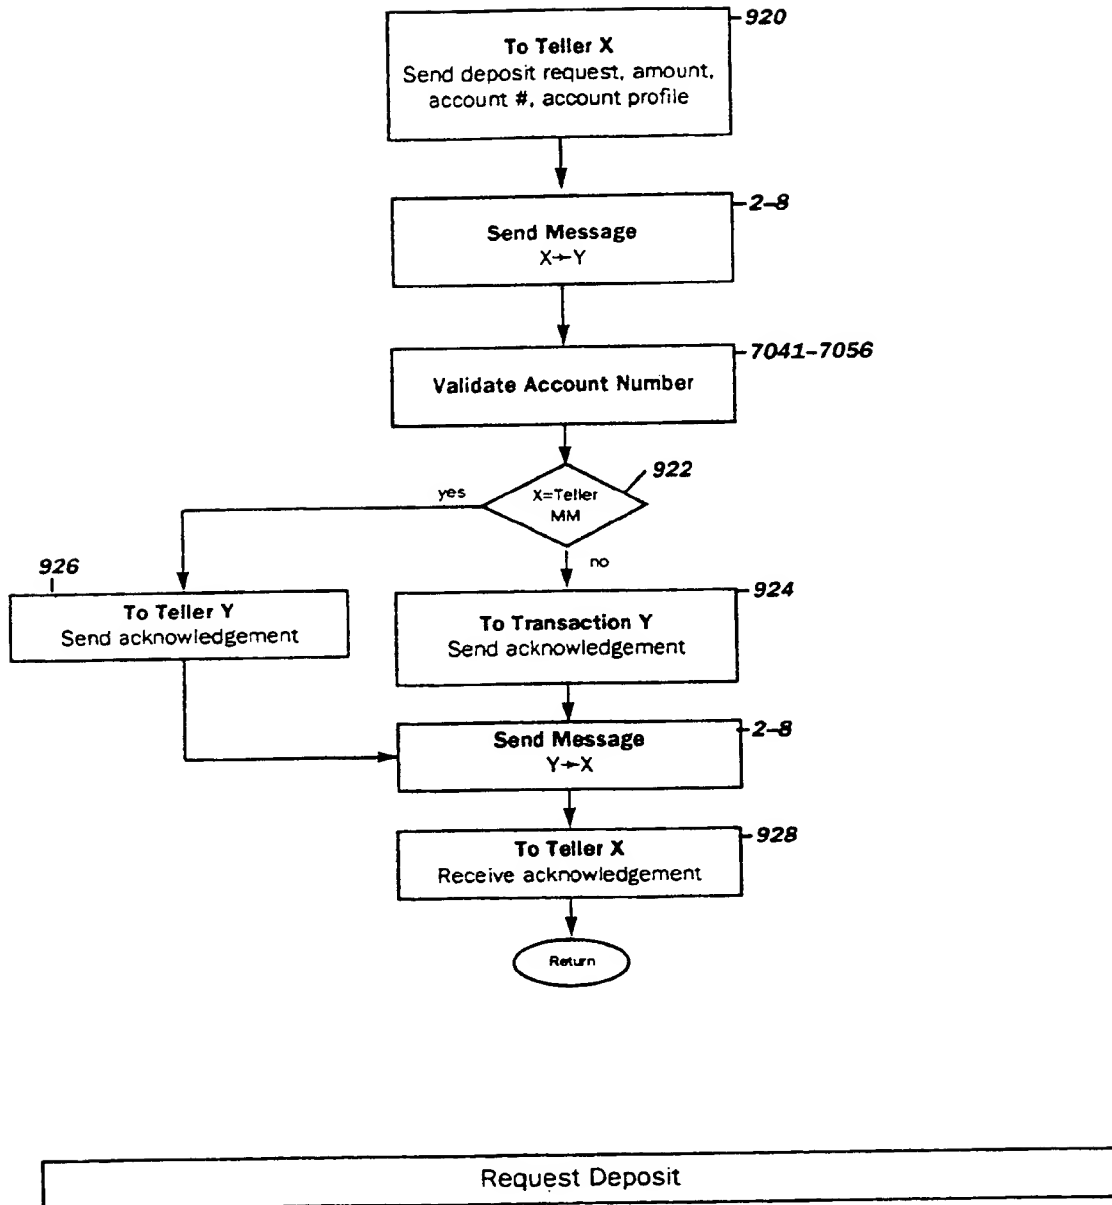 920
To Teller X
Send deposit request, amount,
account #, account profile
2-8
Send Message
X→Y
7041-7056
Validate Account Number
922
yes
X=Teller
MM
no
926
924
To Teller Y
Send acknowledgement
To Transaction Y
Send acknowledgement
2-8
Send Message
Y→X
928
To Teller X
Receive acknowledgement
Return
Request Deposit